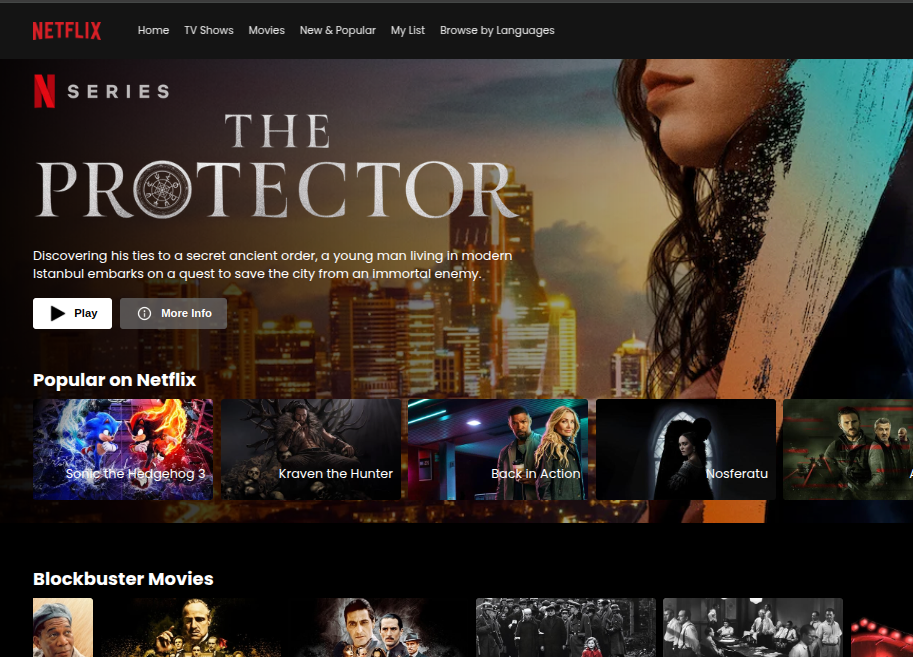 NETFLIX
Home TV Shows Movies New & Popular My List Browse by Languages
N SERIES
THE
PROTECTOR
Discovering his ties to a secret ancient order, a young man living in modern
Istanbul embarks on a quest to save the city from an immortal enemy.
Play More Info
Popular on Netflix
Sonic the Hedgehog 3 Kraven the Hunter Back in Action Nosferatu
Blockbuster Movies